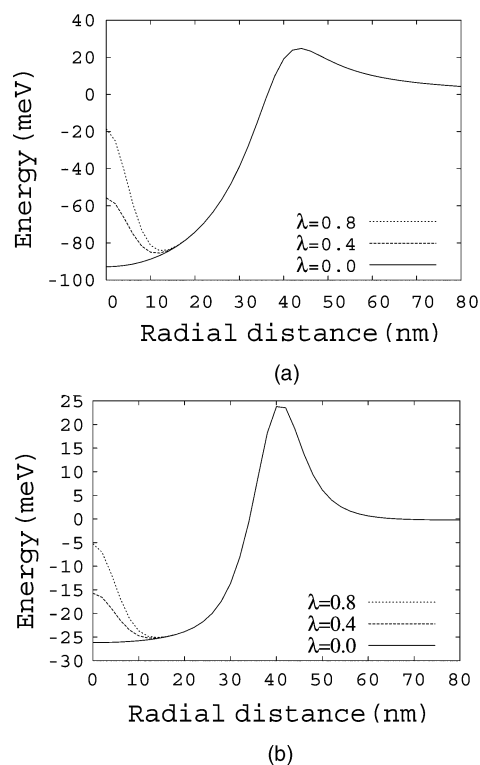 40
20
0
-20
-40
-60
-80
-100
Energy (meV)
λ=0.8
λ=0.4
λ=0.0
0 10 20 30 40 50 60 70 80
Radial distance (nm)
(a)
25
20
15
10
5
0
-5
-10
-15
-20
-25
-30
Energy (meV)
λ=0.8
λ=0.4
λ=0.0
0 10 20 30 40 50 60 70 80
Radial distance (nm)
(b)